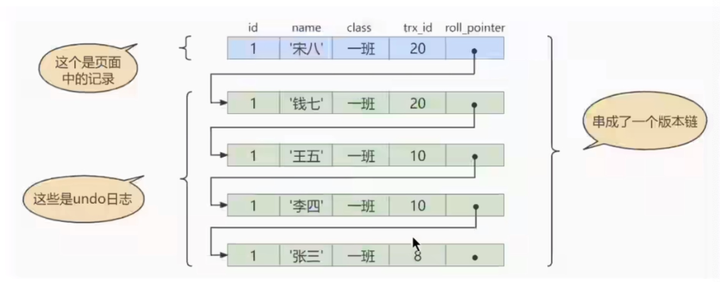 id name class trx_id roll_pointer
1 '宋八' 一班 20
这个是页面
中的记录
1 '钱七' 一班 20
串成了一个版本链
1 '王五' 一班 10
这些是undo日志
1 '李四' 一班 10
1 '张三' 一班 8